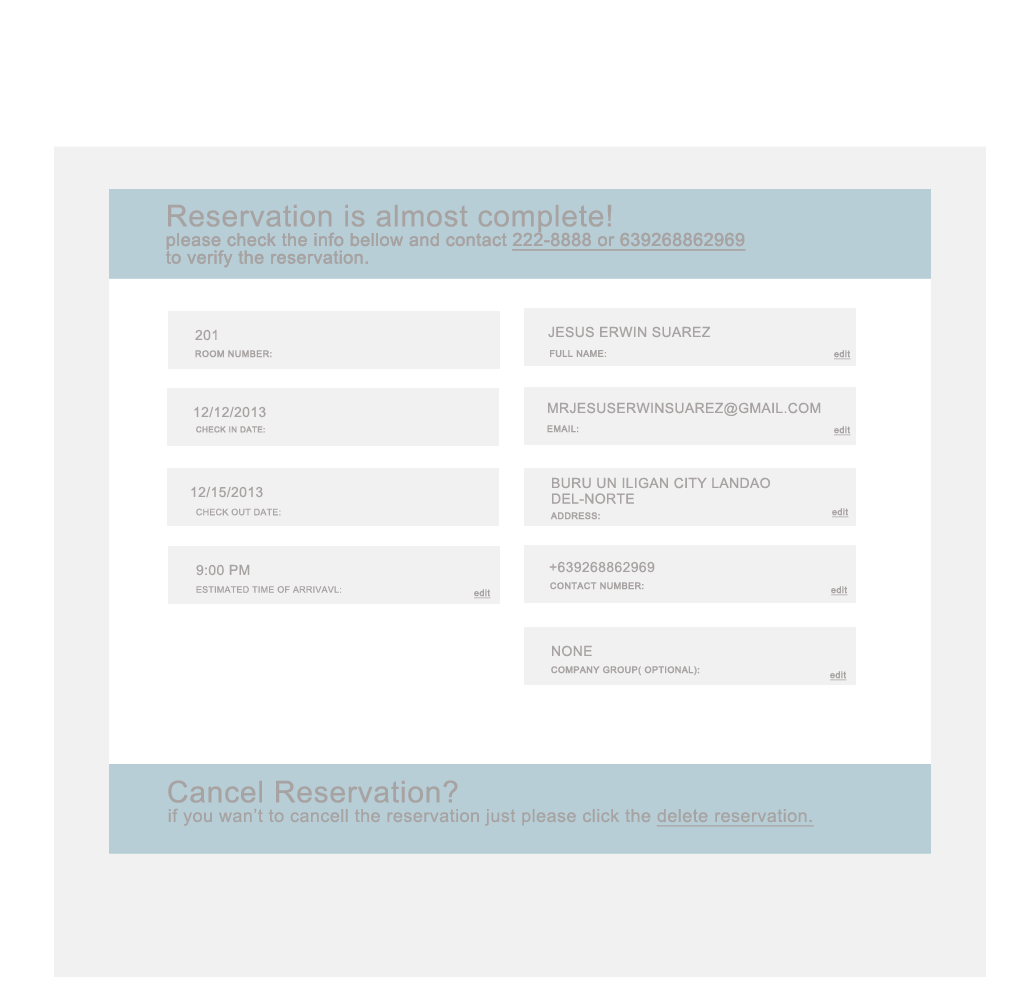 Reservation is almost complete!
please check the info bellow and contact 222-8888 or 639268862969
to verify the reservation.
201
ROOM NUMBER:
12/12/2013
CHECK IN DATE:
12/15/2013
CHECK OUT DATE:
9:00 PM
ESTIMATED TIME OF ARRIVAVL:
edit
JESUS ERWIN SUAREZ
FULL NAME:
edit
MRJESUSERWINSUAREZ@GMAIL.COM
EMAIL:
edit
BURU UN ILIGAN CITY LANDAO
DEL-NORTE
ADDRESS:
edit
+639268862969
CONTACT NUMBER:
edit
NONE
COMPANY GROUP( OPTIONAL):
edit
Cancel Reservation?
if you wan't to cancell the reservation just please click the delete reservation.